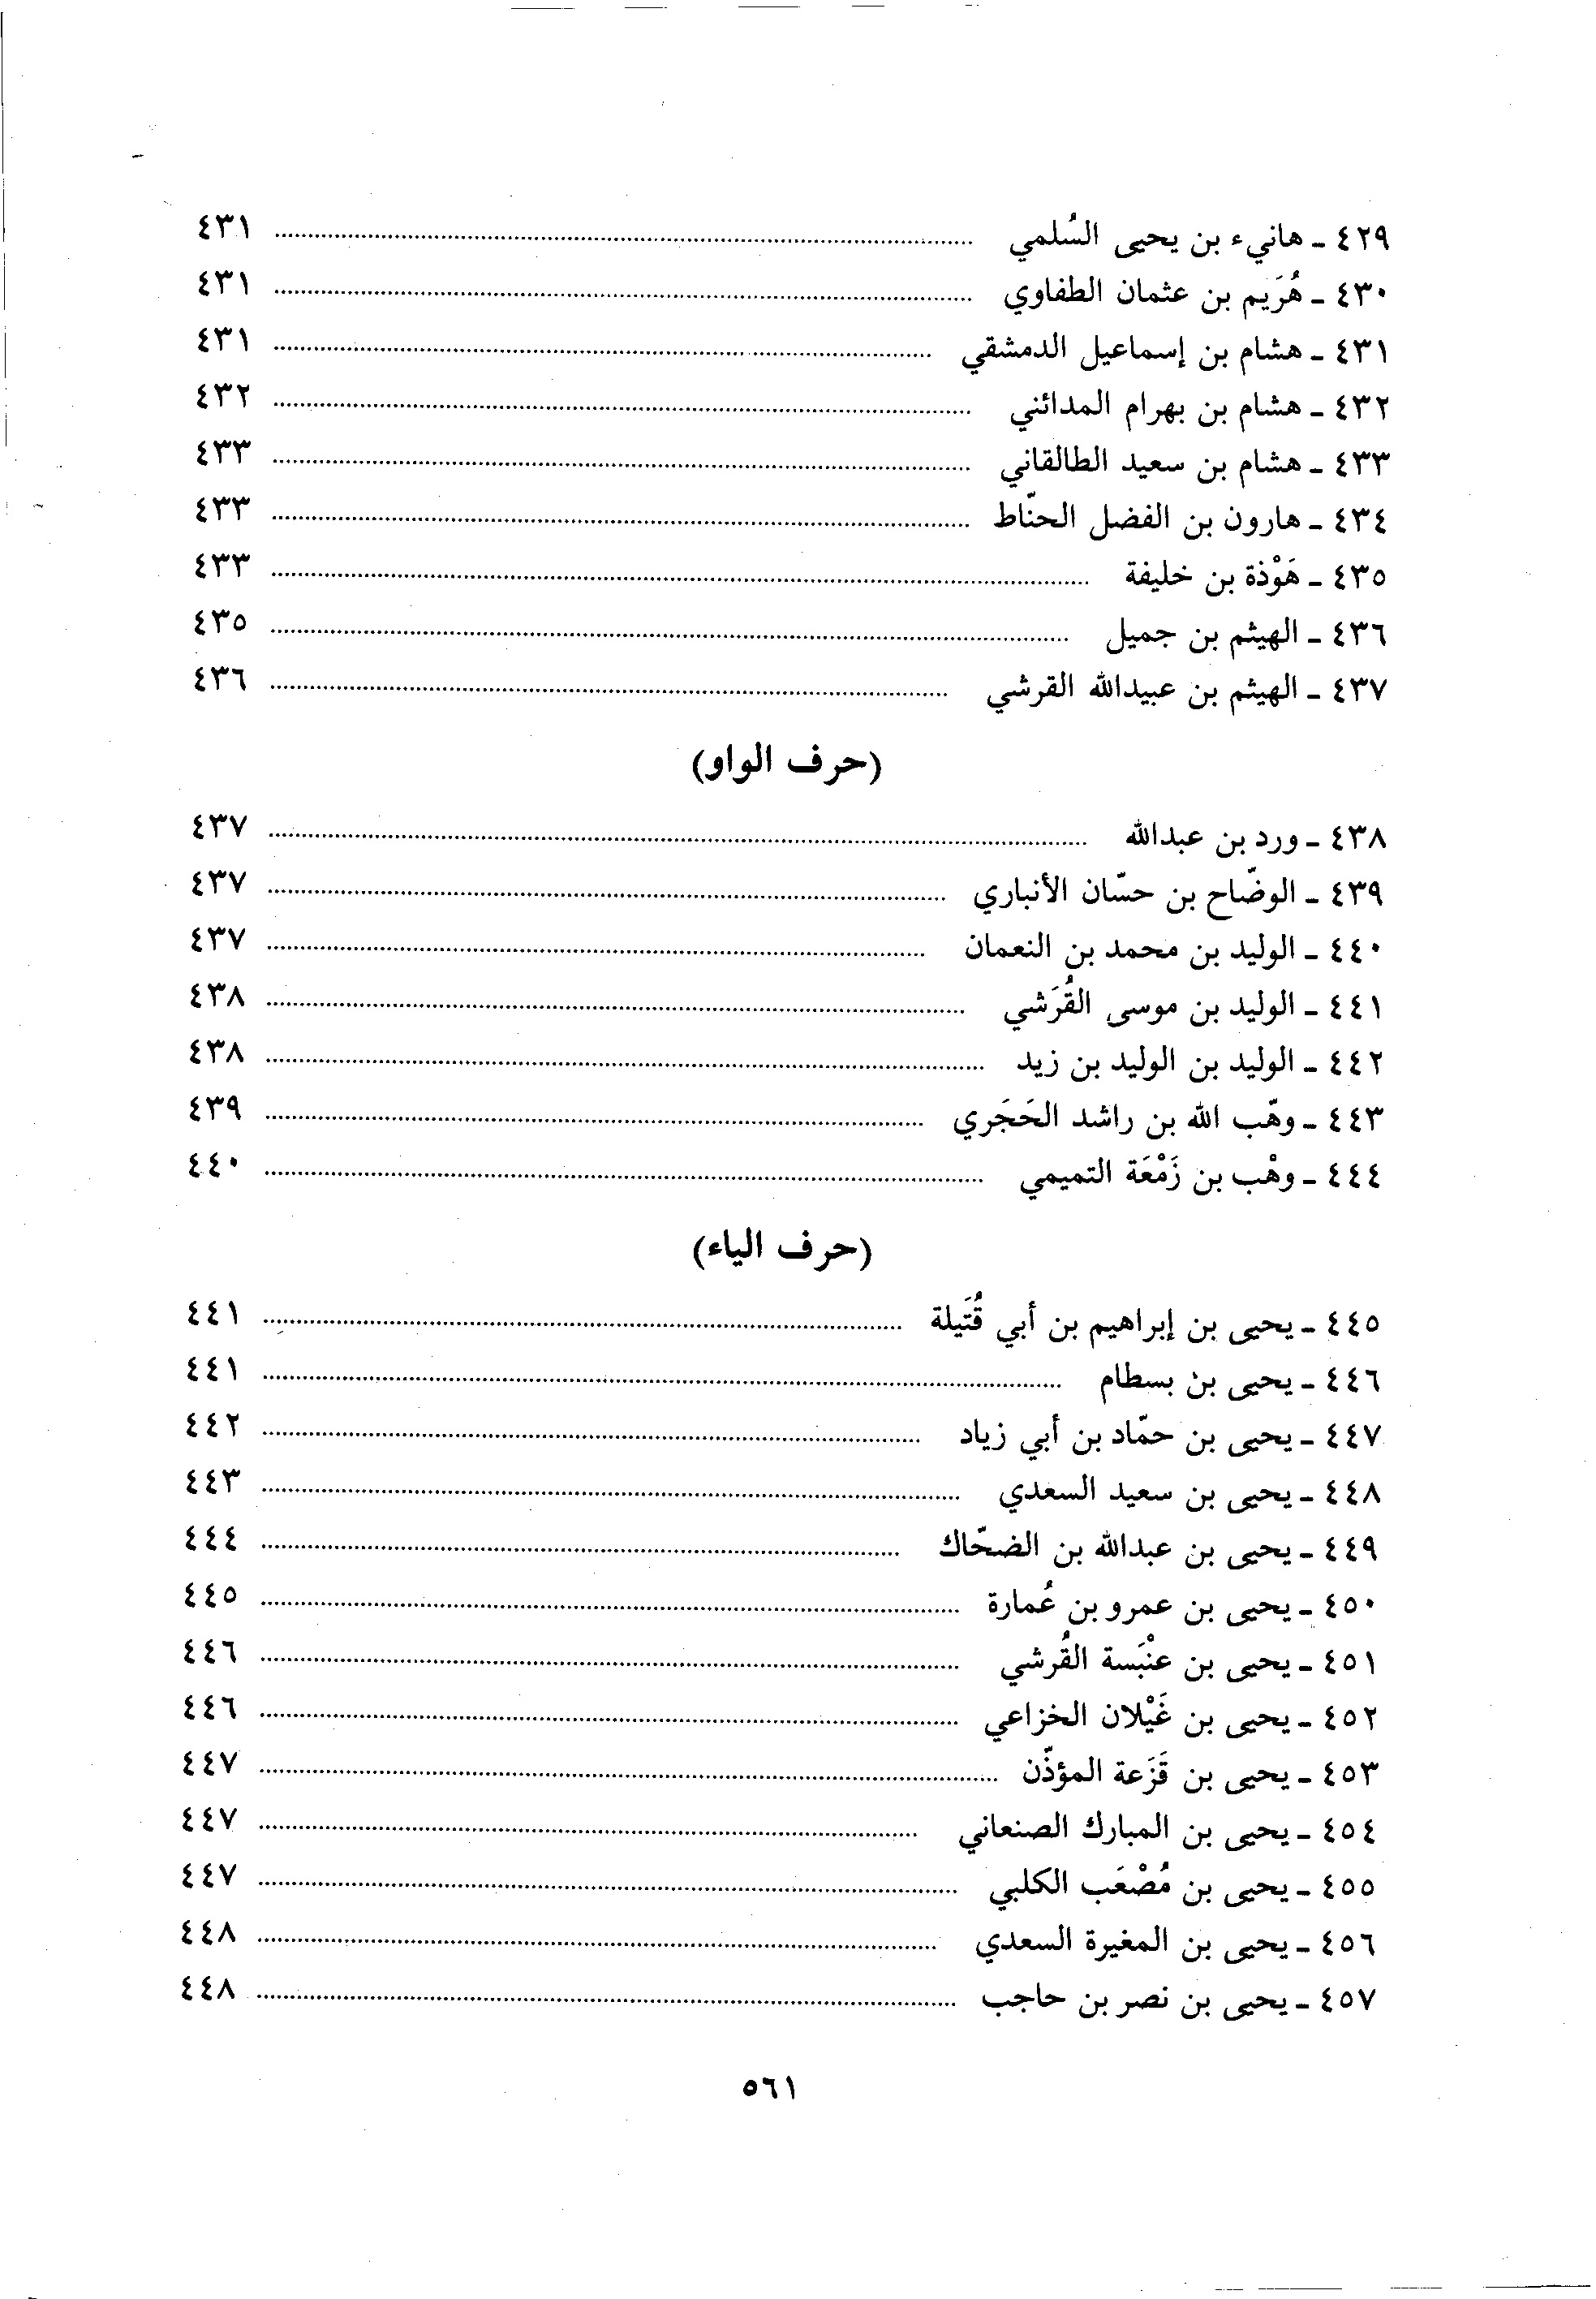 ٤٢٩ ـ هانيء بن يحيى السُلمي ........ ٤٣١
٤٣٠ ـ هُرَيم بن عثمان الطفاوي ........ ٤٣١
٤٣١ ـ هشام بن إسماعيل الدمشقي ........ ٤٣١
٤٣٢ ـ هشام بن بهرام المدائني ........ ٤٣٢
٤٣٣ ـ هشام بن سعيد الطالقاني ........ ٤٣٣
٤٣٤ ـ هارون بن الفضل الحنّاط ........ ٤٣٣
٤٣٥ ـ هَوْذة بن خليفة ........ ٤٣٣
٤٣٦ ـ الهيثم بن جميل ........ ٤٣٥
٤٣٧ ـ الهيثم بن عبيدالله القرشي ........ ٤٣٦
(حرف الواو)
٤٣٨ ـ ورد بن عبدالله ........ ٤٣٧
٤٣٩ ـ الوضّاح بن حسّان الأنباري ........ ٤٣٧
٤٤٠ ـ الوليد بن محمد بن النعمان ........ ٤٣٧
٤٤١ ـ الوليد بن موسى القُرَشي ........ ٤٣٨
٤٤٢ ـ الوليد بن الوليد بن زيد ........ ٤٣٨
٤٤٣ ـ وهّب الله بن راشد الحَجَري ........ ٤٣٩
٤٤٤ ـ وهْب بن زَمْعَة التميمي ........ ٤٤٠
(حرف الياء)
٤٤٥ ـ يحيى بن إبراهيم بن أبي قُتَيلة ........ ٤٤١
٤٤٦ ـ يحيى بن بسطام ........ ٤٤١
٤٤٧ ـ يحيى بن حمّاد بن أبي زياد ........ ٤٤٢
٤٤٨ ـ يحيى بن سعيد السعدي ........ ٤٤٣
٤٤٩ ـ يحيى بن عبدالله بن الضحّاك ........ ٤٤٤
٤٥٠ ـ يحيى بن عمرو بن عُمارة ........ ٤٤٥
٤٥١ ـ يحيى بن عنْبَسة القُرشي ........ ٤٤٦
٤٥٢ ـ يحيى بن غَيْلان الخزاعي ........ ٤٤٦
٤٥٣ ـ يحيى بن قَزَعة المؤذّن ........ ٤٤٧
٤٥٤ ـ يحيى بن المبارك الصنعاني ........ ٤٤٧
٤٥٥ ـ يحيى بن مُصْعَب الكلبي ........ ٤٤٧
٤٥٦ ـ يحيى بن المغيرة السعدي ........ ٤٤٨
٤٥٧ ـ يحيى بن نصر بن حاجب ........ ٤٤٨
٥٦١